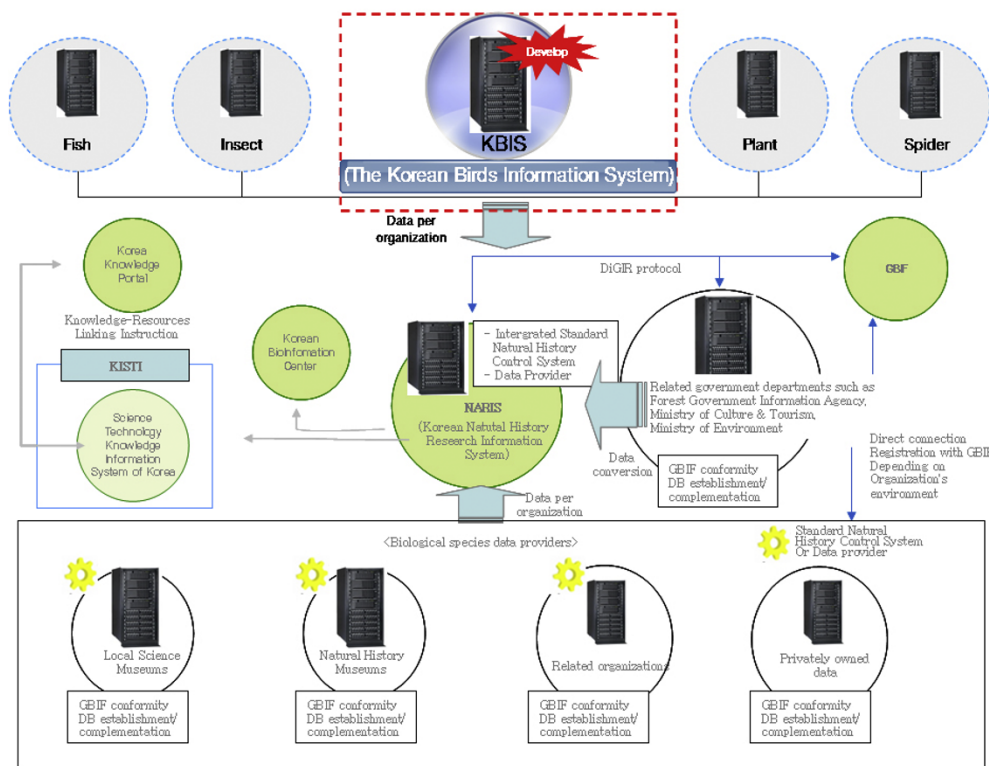 Develop
Fish
Insect
KBIS
Plant
Spider
(The Korean Birds Information System)
Data per
organization
Korea
Knowledge
Portal
DiGIR protocol
GBIF
Knowledge-Resources
Linking Instruction
KISTI
Korean
BioInfomation
Center
- Intergrated Standard
Natural History
Control System
- Data Provider
NARIS
(Korean Natutal History
Research Information
System)
Related government departments such as
Forest Government Information Agency,
Ministry of Culture & Tourism,
Ministry of Environment
Science
Technology
Knowledge
Information
System of Korea
Data
conversion
GBIF conformity
DB establishment/
complementation
Direct connection
Registration with GBIF
Depending on
Organization's
environment
Data per
organization
<Biological species data providers>
Standard Natural
History Control System
Or Data provider
Local Science
Museums
Natural History
Museums
Related organizations
Privately owned
data
GBIF conformity
DB establishment/
complementation
GBIF conformity
DB establishment/
complementation
GBIF conformity
DB establishment/
complementation
GBIF conformity
DB establishment/
complementation